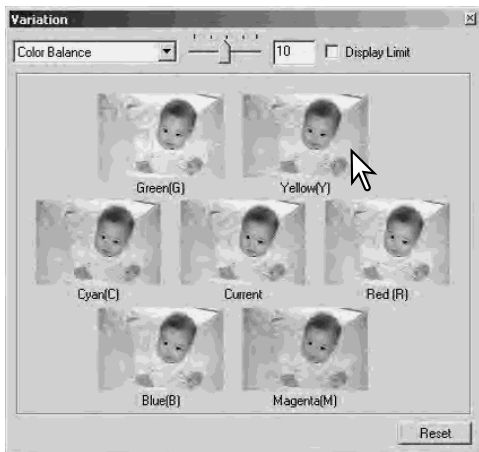 Variation
Color Balance 10 Display Limit
Green(G) Yellow(Y)
Cyan(C) Current Red (R)
Blue(B) Magenta(M)
Reset